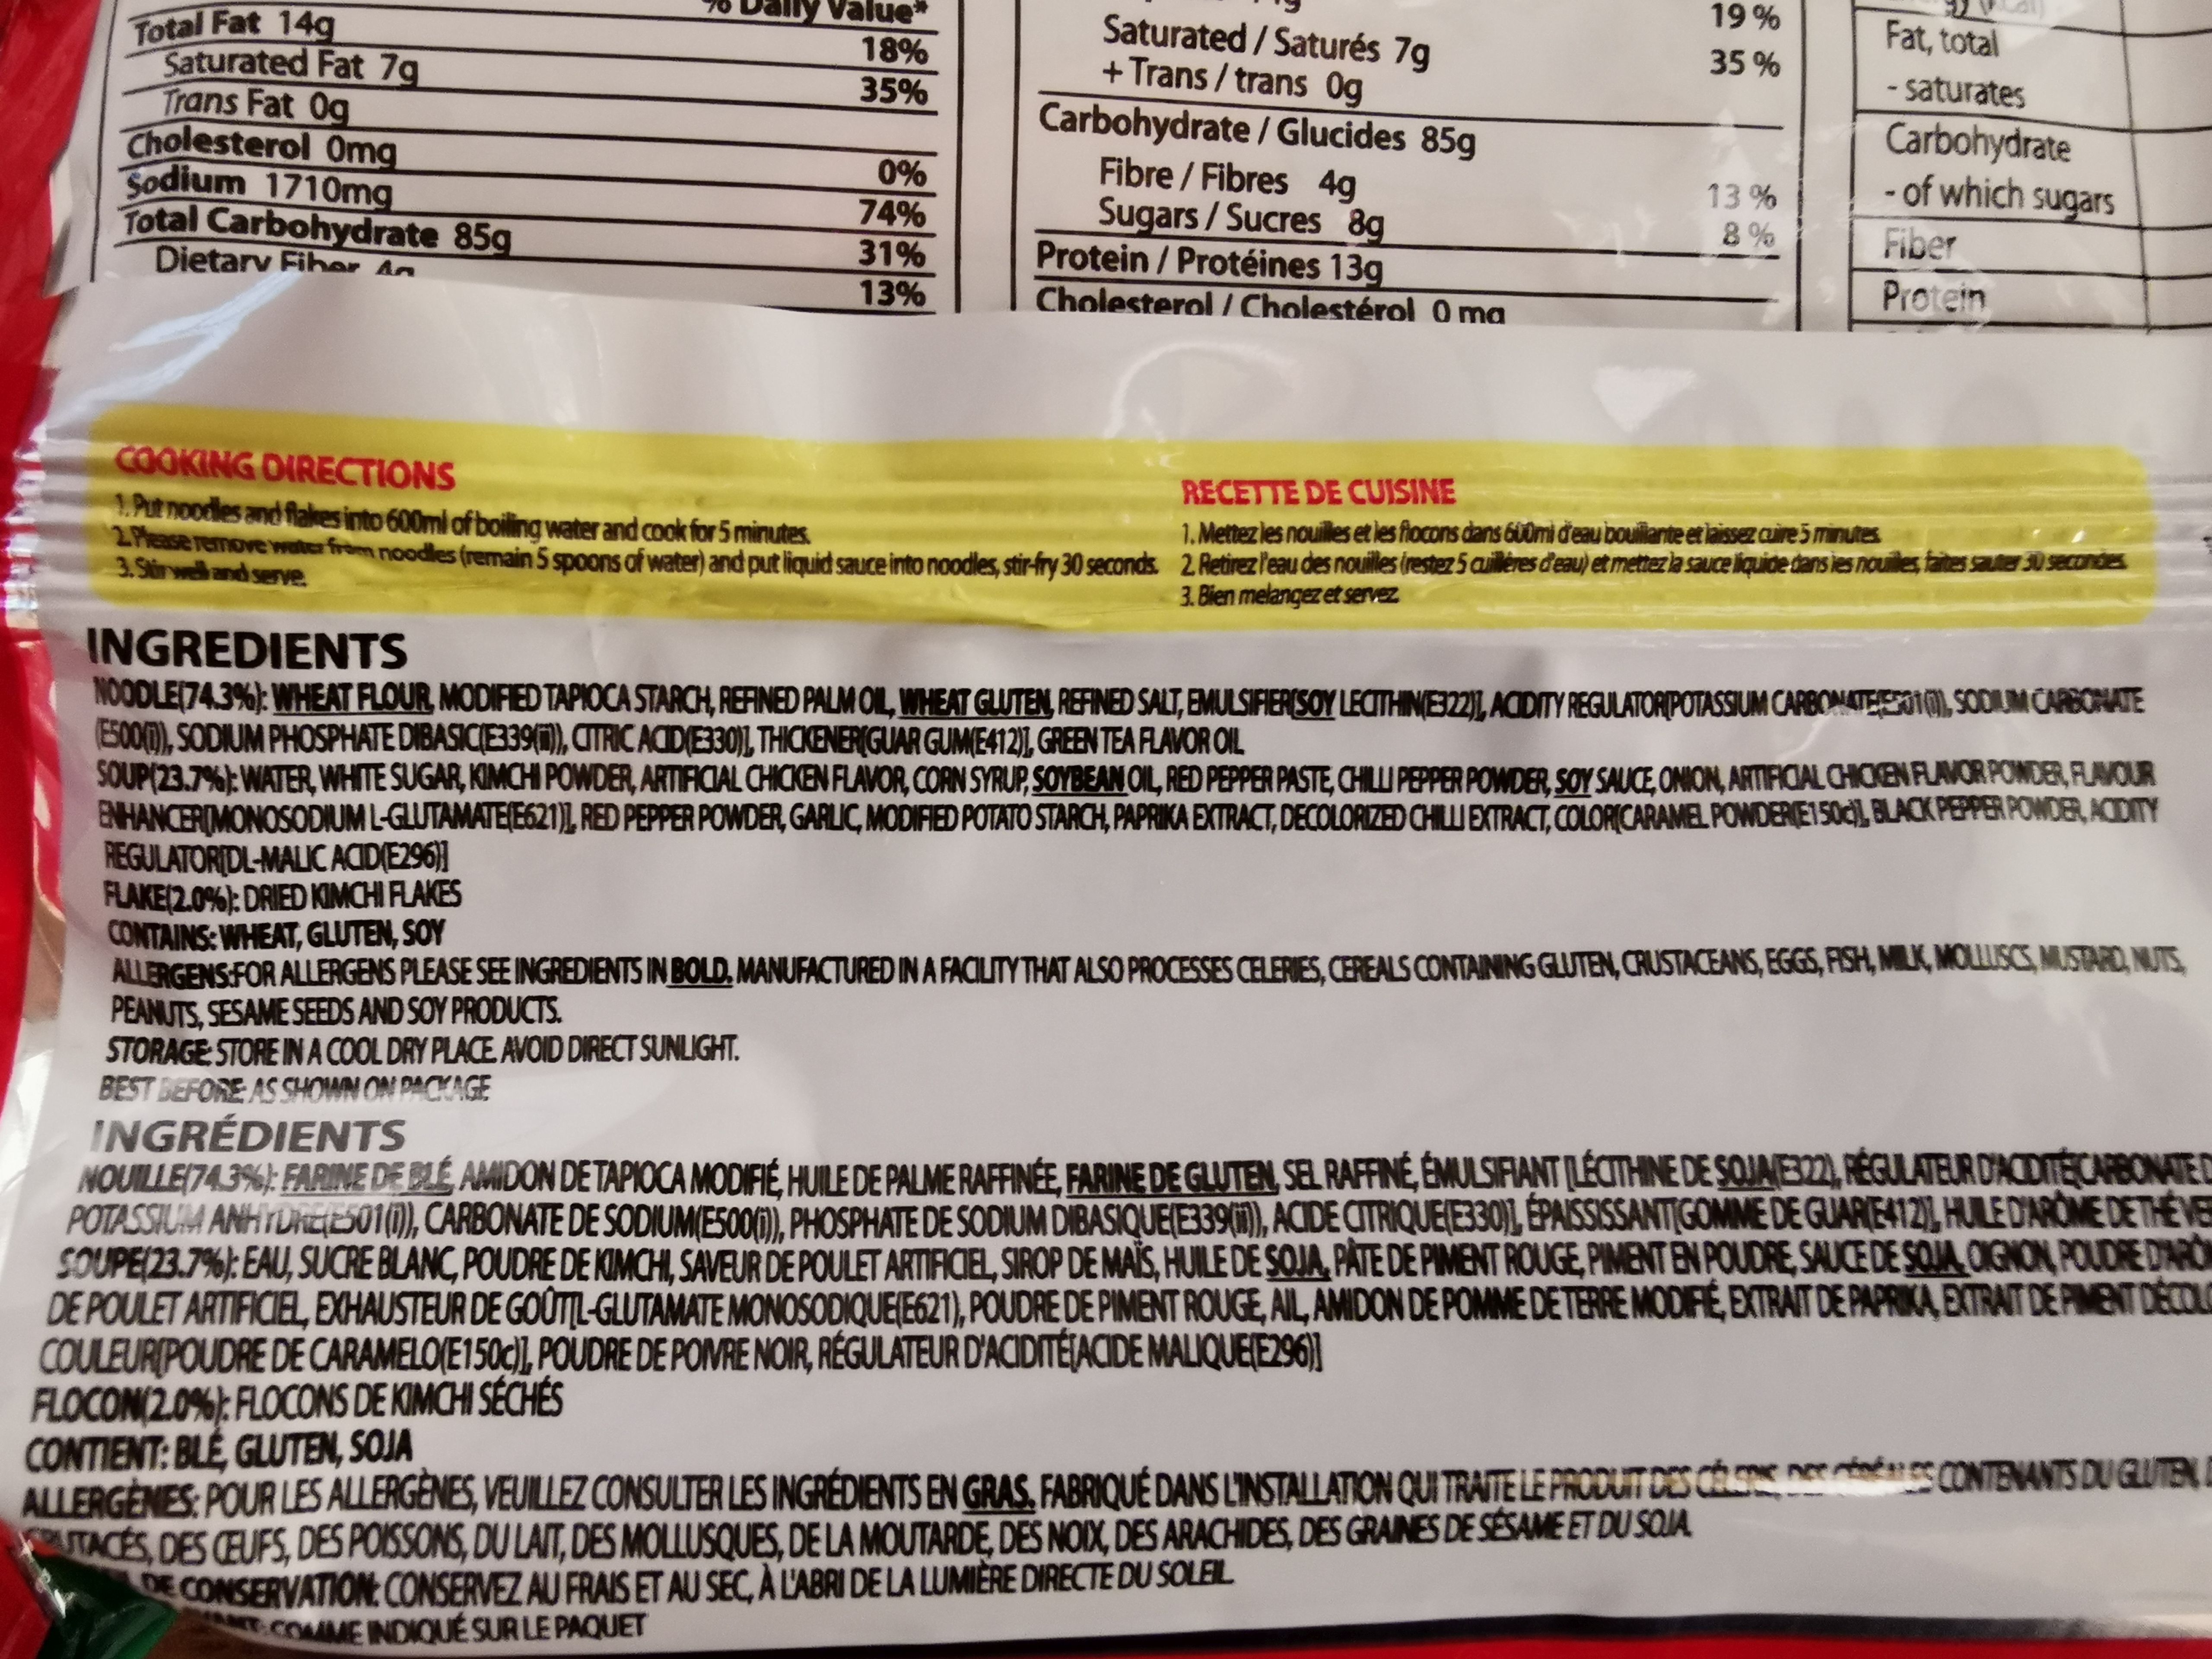 % Daily Value*
Total Fat 14g 18%
Saturated Fat 7g 35%
Trans Fat 0g
Cholesterol 0mg 0%
Sodium 1710mg 74%
Total Carbohydrate 85g 31%
Dietary Fiber 4g 13%
19 %
Saturated / Saturés 7g 35 %
+ Trans / trans 0g
Carbohydrate / Glucides 85g
Fibre / Fibres 4g 13 %
Sugars / Sucres 8g 8 %
Protein / Protéines 13g
Cholesterol / Cholestérol 0 mg
Fat, total
- saturates
Carbohydrate
- of which sugars
Fiber
Protein
COOKING DIRECTIONS
1. Put noodles and flakes into 600ml of boiling water and cook for 5 minutes.
2. Please remove water from noodles (remain 5 spoons of water) and put liquid sauce into noodles, stir-fry 30 seconds.
3. Stir well and serve.
RECETTE DE CUISINE
1. Mettez les nouilles et les flocons dans 600ml d'eau bouillante et laissez cuire 5 minutes.
2. Retirez l'eau des nouilles (restez 5 cuillères d'eau) et mettez la sauce liquide dans les nouilles, faites sauter 30 secondes.
3. Bien melangez et servez.
INGREDIENTS
NOODLE(74.3%): WHEAT FLOUR, MODIFIED TAPIOCA STARCH, REFINED PALM OIL, WHEAT GLUTEN, REFINED SALT, EMULSIFIER[SOY LECITHIN(E322)], ACIDITY REGULATOR[POTASSIUM CARBONATE(E501(i)), SODIUM CARBONATE
(E500(i)), SODIUM PHOSPHATE DIBASIC(E339(ii)), CITRIC ACID(E330)], THICKENER[GUAR GUM(E412)], GREEN TEA FLAVOR OIL
SOUP(23.7%): WATER, WHITE SUGAR, KIMCHI POWDER, ARTIFICIAL CHICKEN FLAVOR, CORN SYRUP, SOYBEAN OIL, RED PEPPER PASTE, CHILLI PEPPER POWDER, SOY SAUCE, ONION, ARTIFICIAL CHICKEN FLAVOR POWDER, FLAVOUR
ENHANCER[MONOSODIUM L-GLUTAMATE(E621)], RED PEPPER POWDER, GARLIC, MODIFIED POTATO STARCH, PAPRIKA EXTRACT, DECOLORIZED CHILLI EXTRACT, COLOR[CARAMEL POWDER(E150c)], BLACK PEPPER POWDER, ACIDITY
REGULATOR[DL-MALIC ACID(E296)]
FLAKE(2.0%): DRIED KIMCHI FLAKES
CONTAINS: WHEAT, GLUTEN, SOY
ALLERGENS:FOR ALLERGENS PLEASE SEE INGREDIENTS IN BOLD. MANUFACTURED IN A FACILITY THAT ALSO PROCESSES CELERIES, CEREALS CONTAINING GLUTEN, CRUSTACEANS, EGGS, FISH, MILK, MOLLUSCS, MUSTARD, NUTS,
PEANUTS, SESAME SEEDS AND SOY PRODUCTS.
STORAGE: STORE IN A COOL DRY PLACE. AVOID DIRECT SUNLIGHT.
BEST BEFORE: AS SHOWN ON PACKAGE
INGRÉDIENTS
NOUILLE(74.3%): FARINE DE BLÉ, AMIDON DE TAPIOCA MODIFIÉ, HUILE DE PALME RAFFINÉE, FARINE DE GLUTEN, SEL RAFFINÉ, ÉMULSIFIANT [LÉCITHINE DE SOJA(E322), RÉGULATEUR D'ACIDITÉ[CARBONATE D
POTASSIUM ANHYDRE(E501(i)), CARBONATE DE SODIUM(E500(i)), PHOSPHATE DE SODIUM DIBASIQUE(E339(ii)), ACIDE CITRIQUE(E330)], ÉPAISSISSANT[GOMME DE GUAR(E412)], HUILE D'ARÔME DE THÉ VE
SOUPE(23.7%): EAU, SUCRE BLANC, POUDRE DE KIMCHI, SAVEUR DE POULET ARTIFICIEL, SIROP DE MAÏS, HUILE DE SOJA, PÂTE DE PIMENT ROUGE, PIMENT EN POUDRE, SAUCE DE SOJA, OIGNON, POUDRE D'ARÔ
DE POULET ARTIFICIEL, EXHAUSTEUR DE GOÛT[L-GLUTAMATE MONOSODIQUE(E621), POUDRE DE PIMENT ROUGE, AIL, AMIDON DE POMME DE TERRE MODIFIÉ, EXTRAIT DE PAPRIKA, EXTRAIT DE PIMENT DÉCOLO
COULEUR[POUDRE DE CARAMELO(E150c)], POUDRE DE POIVRE NOIR, RÉGULATEUR D'ACIDITÉ[ACIDE MALIQUE(E296)]
FLOCON(2.0%): FLOCONS DE KIMCHI SÉCHÉS
CONTIENT: BLÉ, GLUTEN, SOJA
ALLERGÈNES: POUR LES ALLERGÈNES, VEUILLEZ CONSULTER LES INGRÉDIENTS EN GRAS. FABRIQUÉ DANS L'INSTALLATION QUI TRAITE LE PRODUIT DES CÉLERIS, DES CÉRÉALES CONTENANTS DU GLUTEN,
DES ŒUFS, DES POISSONS, DU LAIT, DES MOLLUSQUES, DE LA MOUTARDE, DES NOIX, DES ARACHIDES, DES GRAINES DE SÉSAME ET DU SOJA.
DE CONSERVATION: CONSERVEZ AU FRAIS ET AU SEC, À L'ABRI DE LA LUMIÈRE DIRECTE DU SOLEIL.
COMME INDIQUÉ SUR LE PAQUET